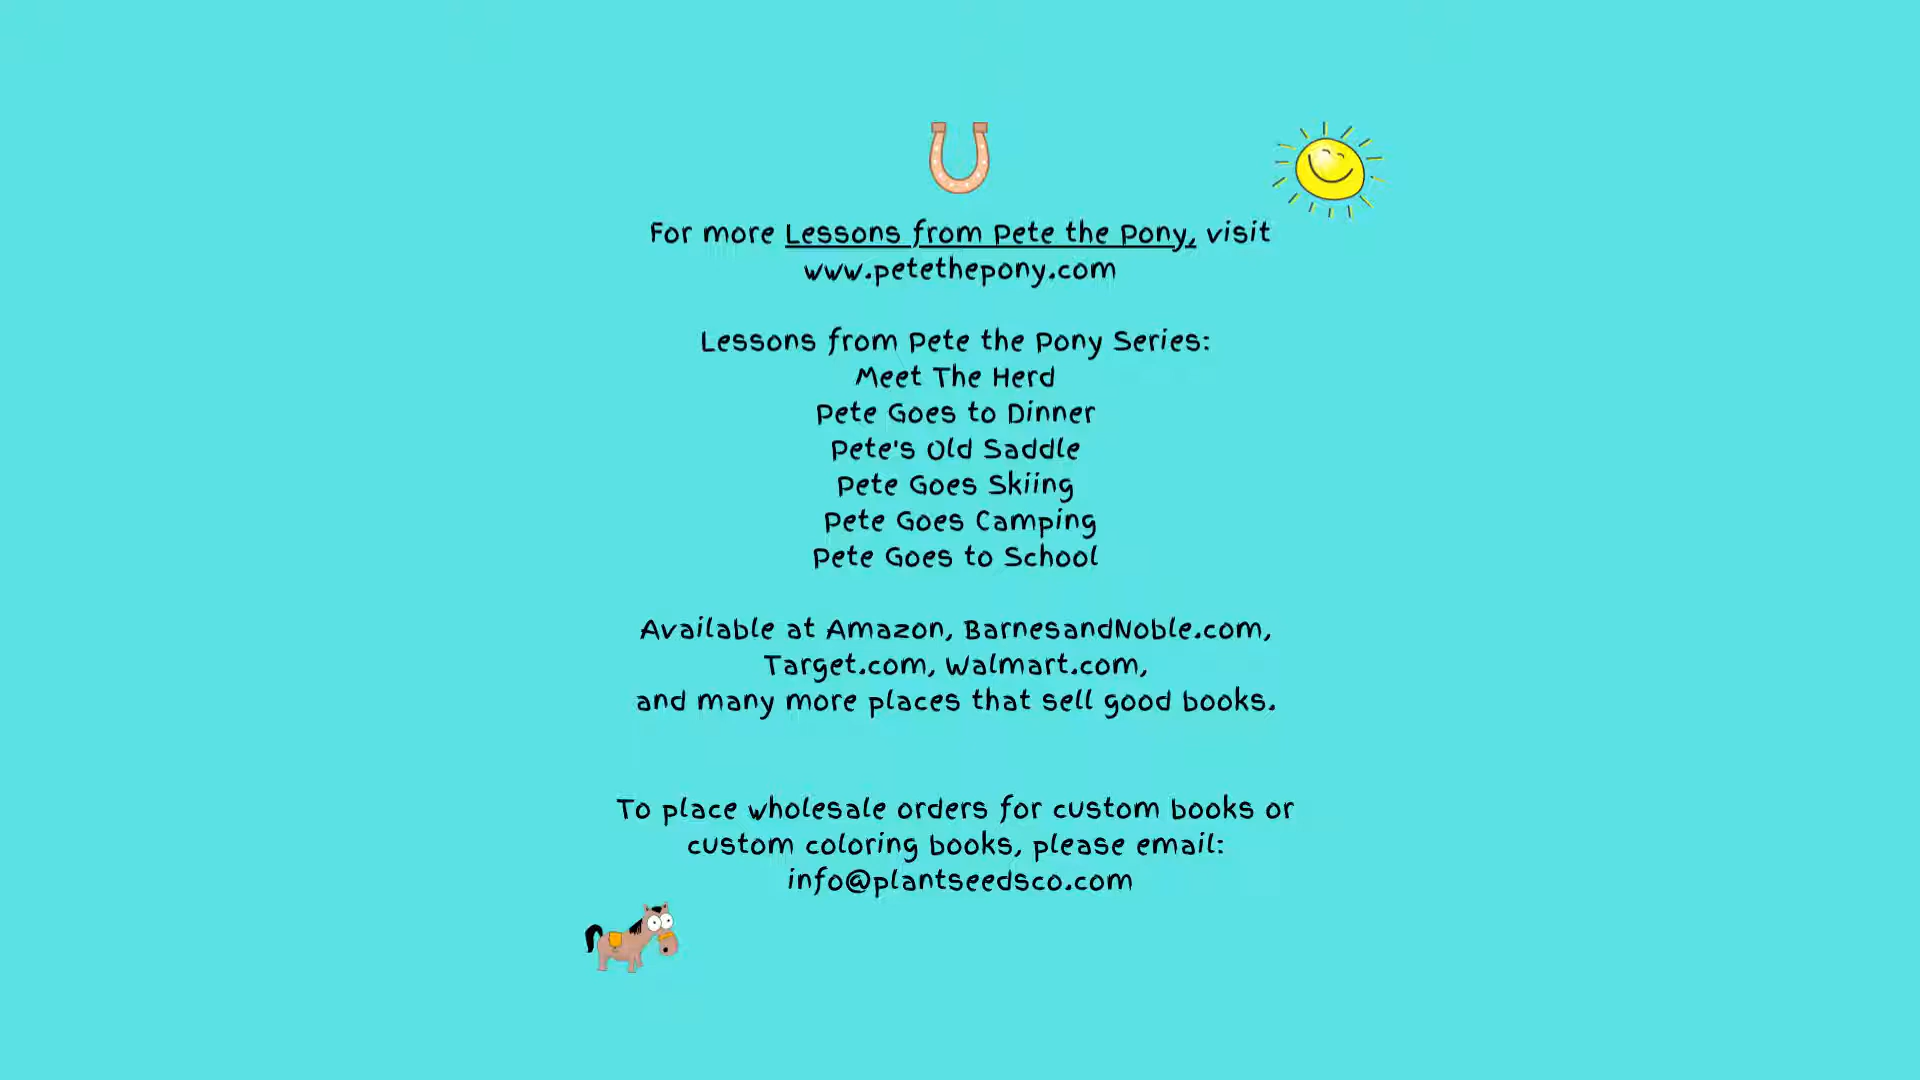 For more Lessons from Pete the Pony, visit
www.petethepony.com
Lessons from Pete the Pony Series:
Meet The Herd
Pete Goes to Dinner
Pete's Old Saddle
Pete Goes Skiing
Pete Goes Camping
Pete Goes to School
Available at Amazon, BarnesandNoble.com,
Target.com, Walmart.com,
and many more places that sell good books.
To place wholesale orders for custom books or
custom coloring books, please email:
info@plantseedsco.com